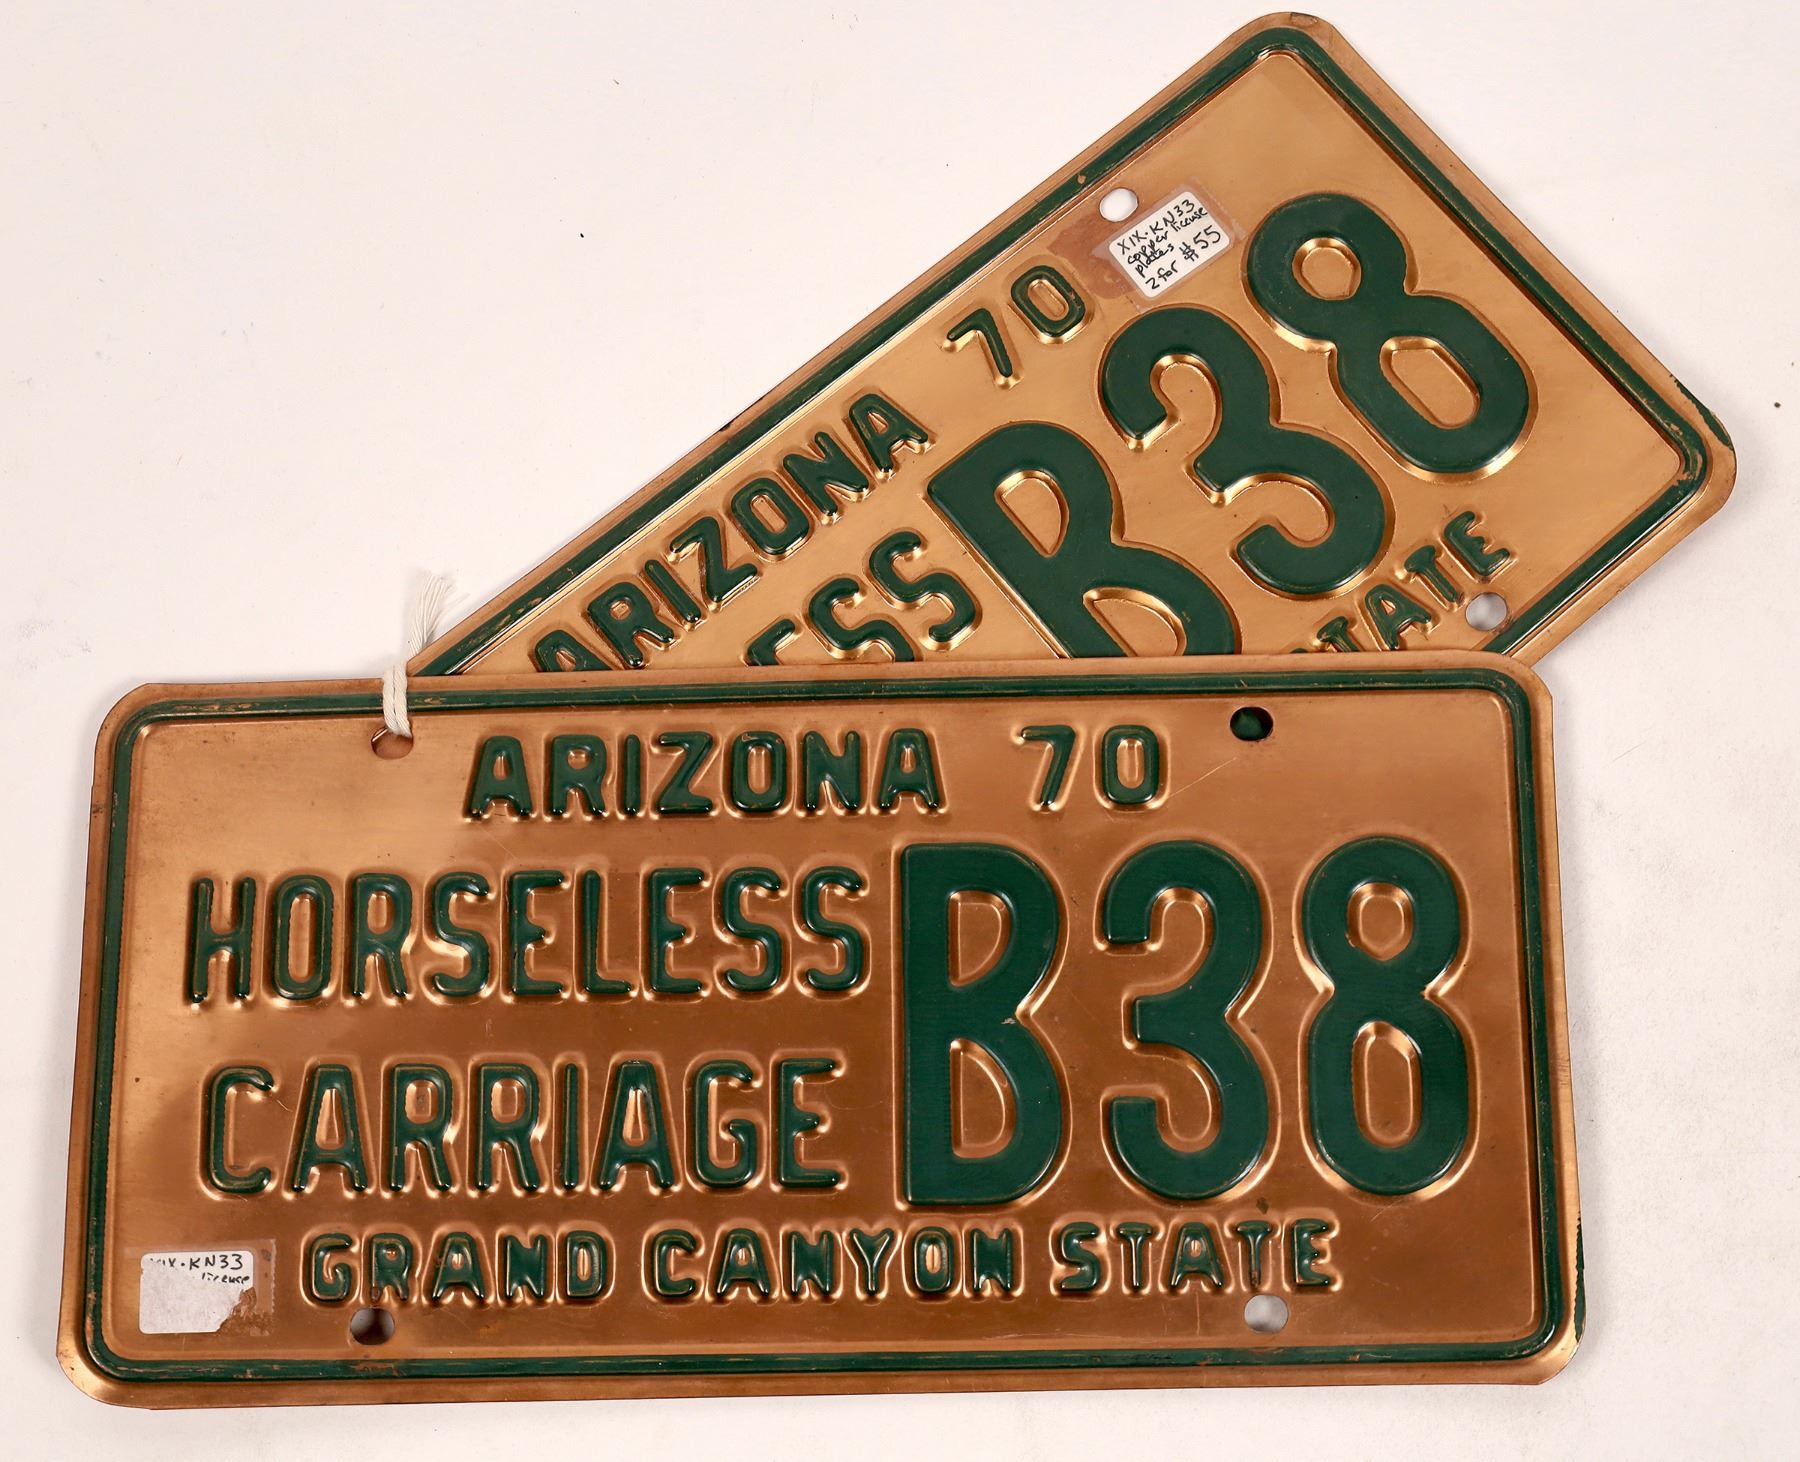 XIX·KN33
copper license
plates
2 for $55
ARIZONA 70
ESS B38
STATE
ARIZONA 70
HORSELESS
CARRIAGE
B38
GRAND CANYON STATE
XIX·KN33
license